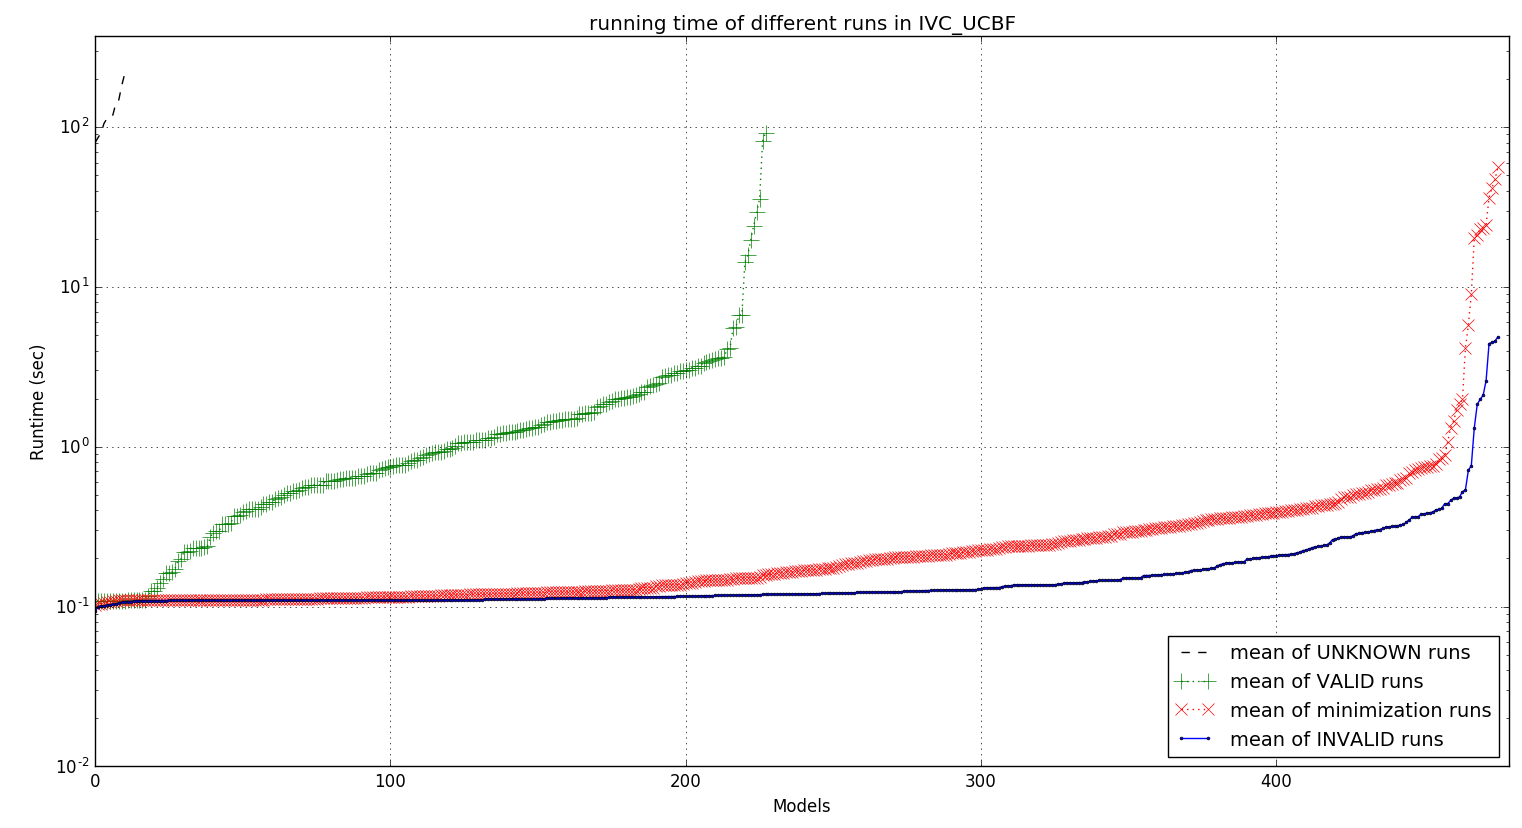 running time of different runs in IVC_UCBF
10^2
10^1
10^0
10^-1
10^-2
Runtime (sec)
0 100 200 300 400
Models
mean of UNKNOWN runs
mean of VALID runs
mean of minimization runs
mean of INVALID runs